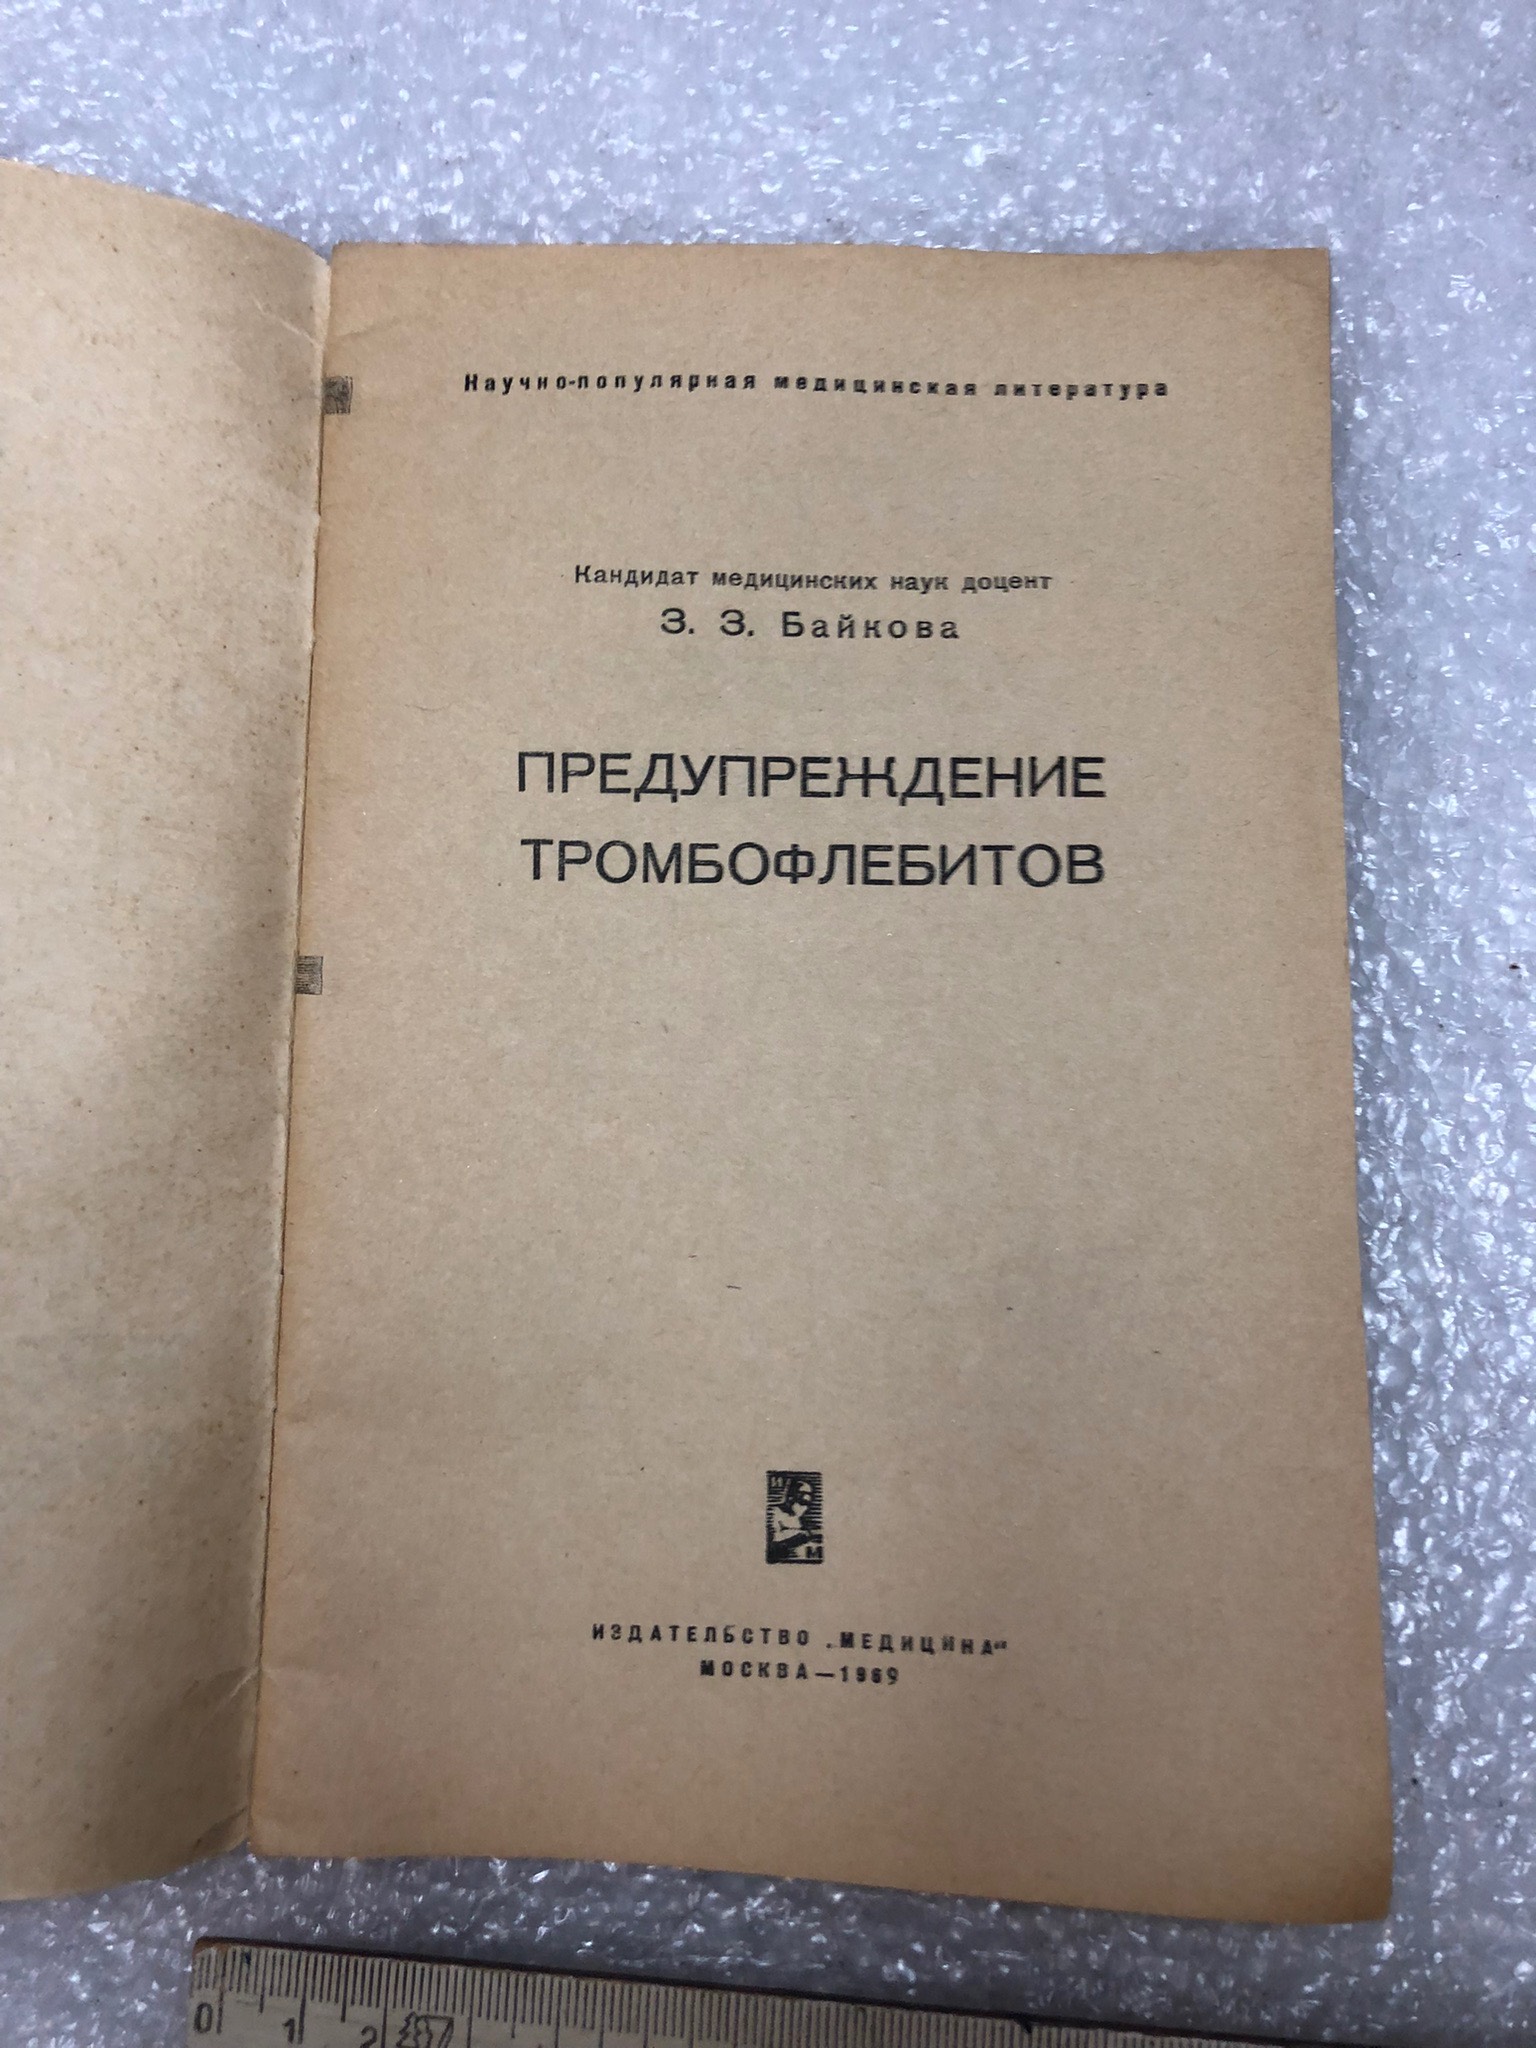 Научно-популярная медицинская литература
Кандидат медицинских наук доцент
З. З. Байкова
ПРЕДУПРЕЖДЕНИЕ
ТРОМБОФЛЕБИТОВ
И
М
ИЗДАТЕЛЬСТВО „МЕДИЦИНА“
МОСКВА—1969
0 1 2